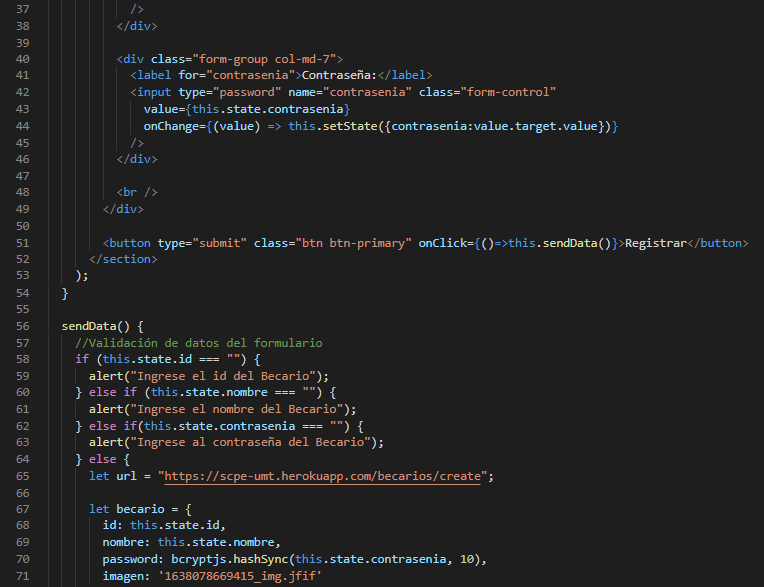 37 />
38 </div>
39
40 <div class="form-group col-md-7">
41 <label for="contrasenia">Contraseña:</label>
42 <input type="password" name="contrasenia" class="form-control"
43 value={this.state.contrasenia}
44 onChange={(value) => this.setState({contrasenia:value.target.value})}
45 />
46 </div>
47
48 <br />
49 </div>
50
51 <button type="submit" class="btn btn-primary" onClick={()=>this.sendData()}>Registrar</button>
52 </section>
53 );
54 }
55
56 sendData() {
57 //Validación de datos del formulario
58 if (this.state.id === "") {
59 alert("Ingrese el id del Becario");
60 } else if (this.state.nombre === "") {
61 alert("Ingrese el nombre del Becario");
62 } else if(this.state.contrasenia === "") {
63 alert("Ingrese al contraseña del Becario");
64 } else {
65 let url = "https://scpe-umt.herokuapp.com/becarios/create";
66
67 let becario = {
68 id: this.state.id,
69 nombre: this.state.nombre,
70 password: bcryptjs.hashSync(this.state.contrasenia, 10),
71 imagen: '1638078669415_img.jfif'